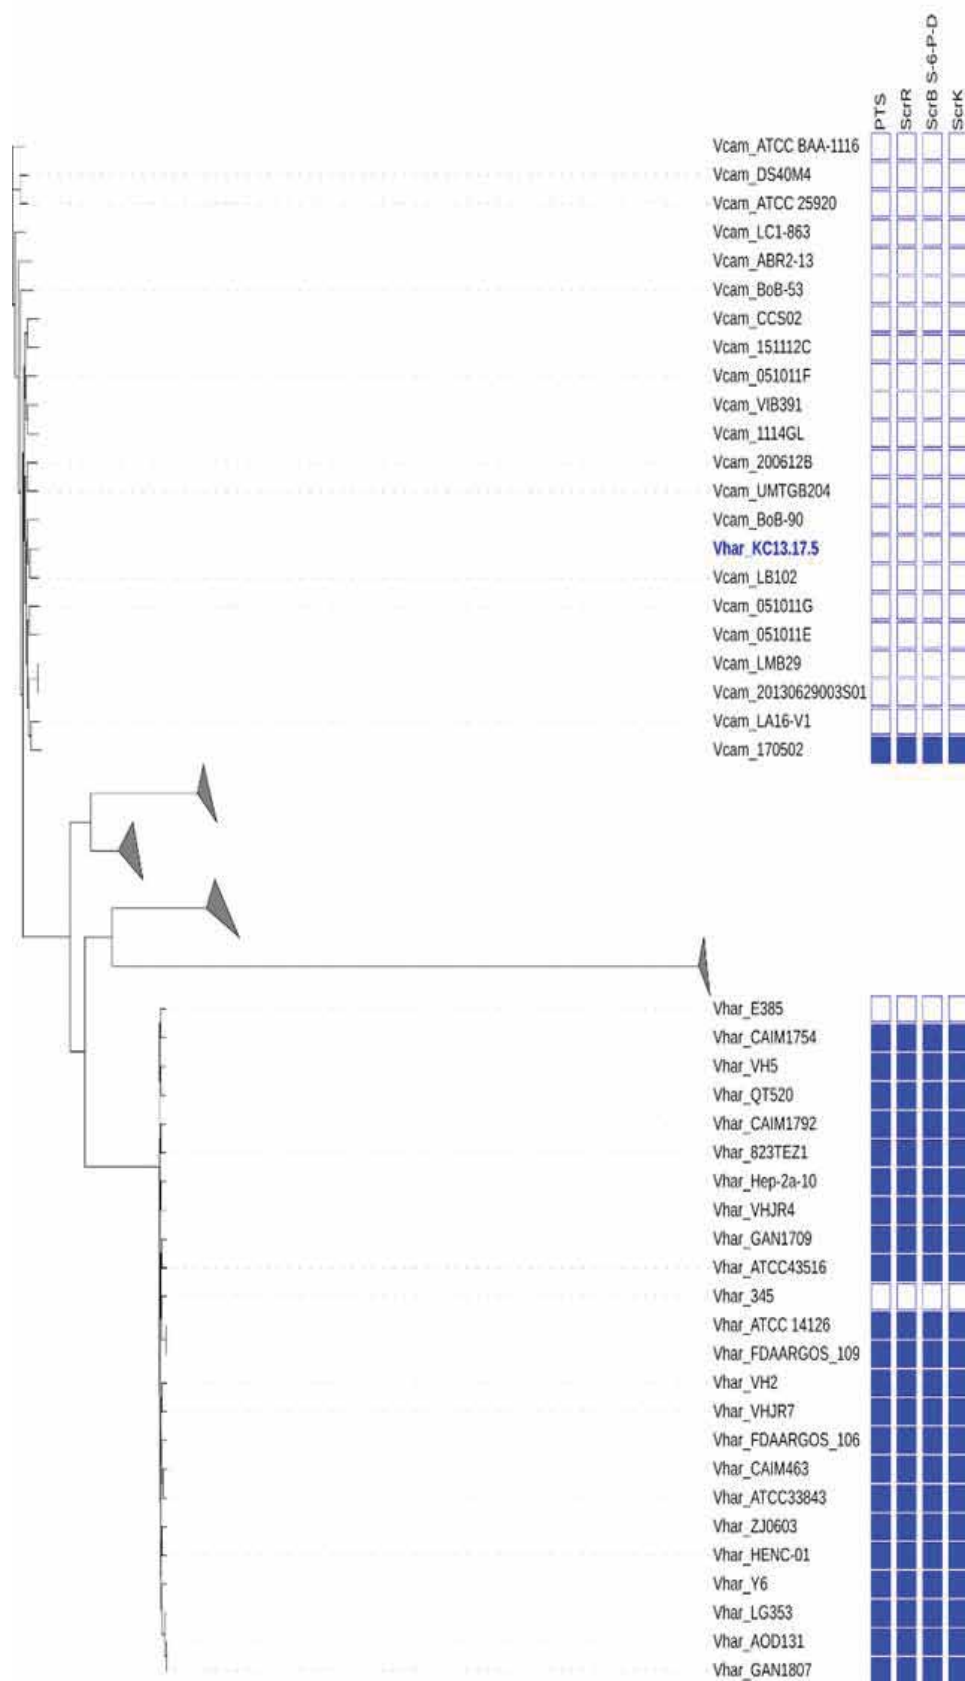 PTS
ScrR
ScrB S-6-P-D
ScrK
Vcam_ATCC BAA-1116
Vcam_DS40M4
Vcam_ATCC 25920
Vcam_LC1-863
Vcam_ABR2-13
Vcam_BoB-53
Vcam_CCS02
Vcam_151112C
Vcam_051011F
Vcam_VIB391
Vcam_1114GL
Vcam_200612B
Vcam_UMTGB204
Vcam_BoB-90
Vhar_KC13.17.5
Vcam_LB102
Vcam_051011G
Vcam_051011E
Vcam_LMB29
Vcam_20130629003S01
Vcam_LA16-V1
Vcam_170502
Vhar_E385
Vhar_CAIM1754
Vhar_VH5
Vhar_QT520
Vhar_CAIM1792
Vhar_823TEZ1
Vhar_Hep-2a-10
Vhar_VHJR4
Vhar_GAN1709
Vhar_ATCC43516
Vhar_345
Vhar_ATCC 14126
Vhar_FDAARGOS_109
Vhar_VH2
Vhar_VHJR7
Vhar_FDAARGOS_106
Vhar_CAIM463
Vhar_ATCC33843
Vhar_ZJ0603
Vhar_HENC-01
Vhar_Y6
Vhar_LG353
Vhar_AOD131
Vhar_GAN1807